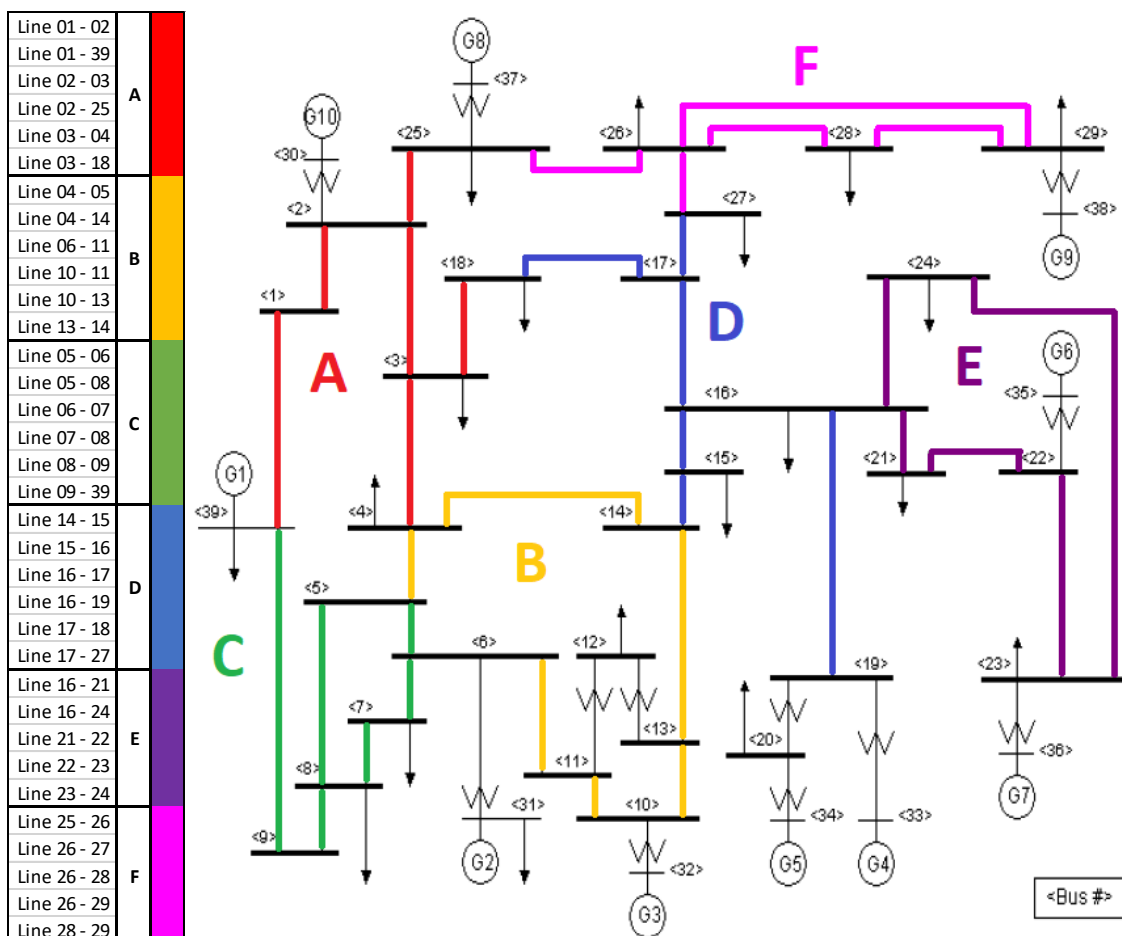 Line 01 - 02
Line 01 - 39
Line 02 - 03
A
Line 02 - 25
Line 03 - 04
Line 03 - 18
Line 04 - 05
Line 04 - 14
Line 06 - 11
B
Line 10 - 11
Line 10 - 13
Line 13 - 14
Line 05 - 06
Line 05 - 08
Line 06 - 07
C
Line 07 - 08
Line 08 - 09
Line 09 - 39
Line 14 - 15
Line 15 - 16
Line 16 - 17
D
Line 16 - 19
Line 17 - 18
Line 17 - 27
Line 16 - 21
Line 16 - 24
Line 21 - 22
E
Line 22 - 23
Line 23 - 24
Line 25 - 26
Line 26 - 27
Line 26 - 28
F
Line 26 - 29
Line 28 - 29
G8
<37>
F
G10
<25>
<26>
<28>
<29>
<30>
<27>
<38>
<2>
G9
<18>
<17>
<24>
<1>
D
A
<3>
E
G6
<16>
<35>
<15>
<21>
<22>
G1
<39>
<4>
<14>
B
<5>
C
<6>
<12>
<19>
<23>
<7>
<13>
<20>
<8>
<11>
<36>
<9>
<31>
<10>
<34>
<33>
G7
G2
<32>
G5
G4
G3
<Bus #>